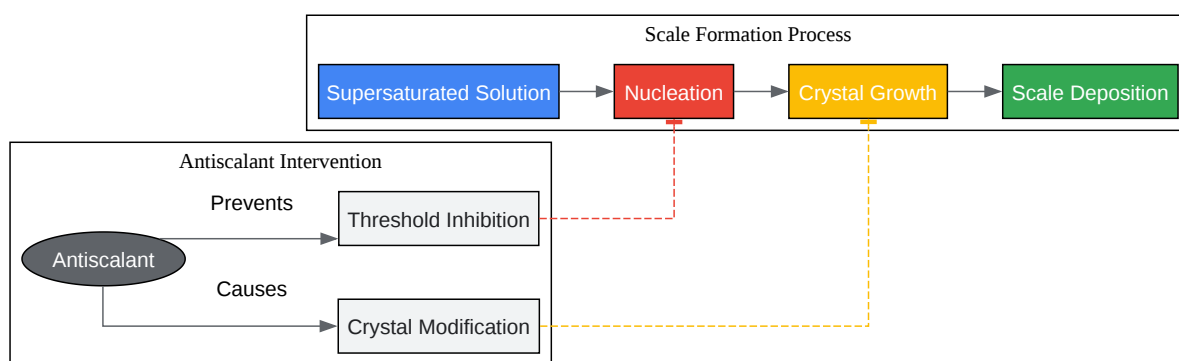 Scale Formation Process
Supersaturated Solution
Nucleation
Crystal Growth
Scale Deposition
Antiscalant Intervention
Prevents
Threshold Inhibition
Antiscalant
Causes
Crystal Modification